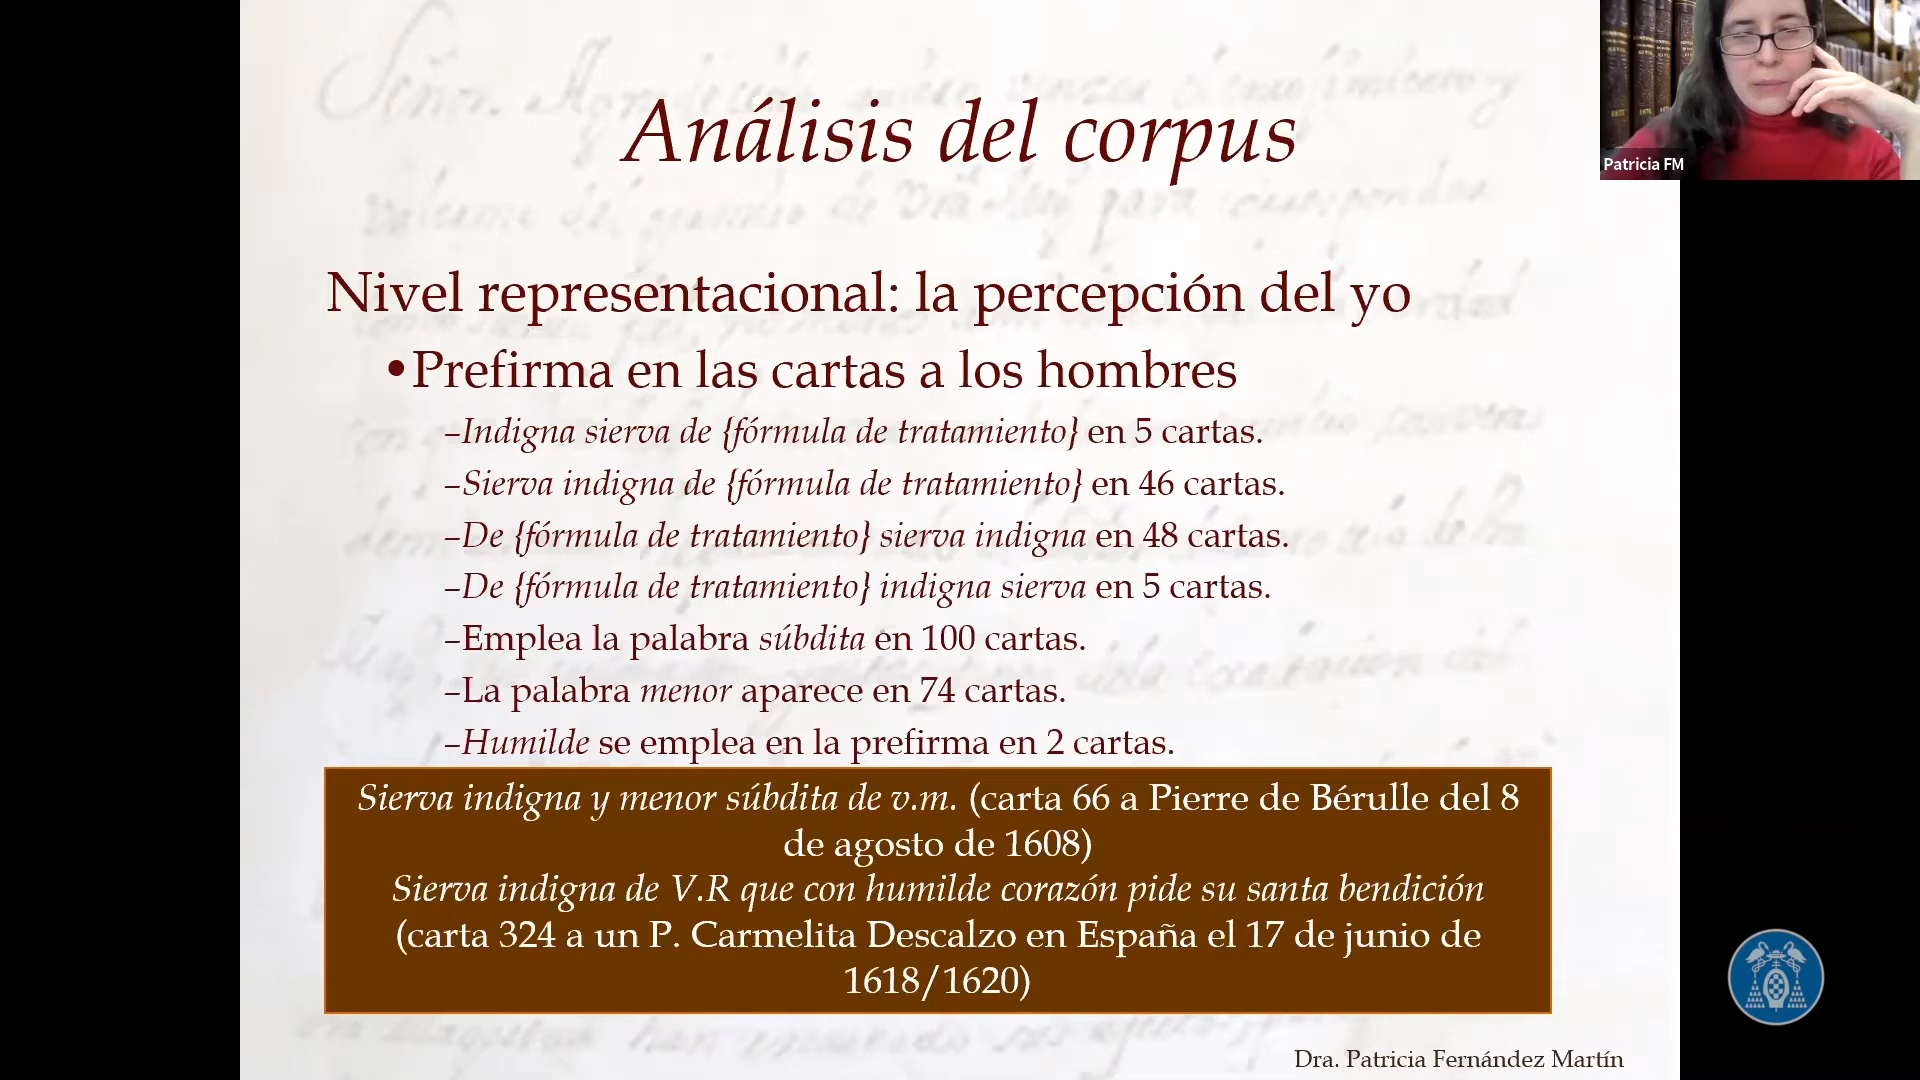 Análisis del corpus
Patricia FM
Nivel representacional: la percepción del yo
•Prefirma en las cartas a los hombres
–Indigna sierva de {fórmula de tratamiento} en 5 cartas.
–Sierva indigna de {fórmula de tratamiento} en 46 cartas.
–De {fórmula de tratamiento} sierva indigna en 48 cartas.
–De {fórmula de tratamiento} indigna sierva en 5 cartas.
–Emplea la palabra súbdita en 100 cartas.
–La palabra menor aparece en 74 cartas.
–Humilde se emplea en la prefirma en 2 cartas.
Sierva indigna y menor súbdita de v.m. (carta 66 a Pierre de Bérulle del 8
de agosto de 1608)
Sierva indigna de V.R que con humilde corazón pide su santa bendición
(carta 324 a un P. Carmelita Descalzo en España el 17 de junio de
1618/1620)
Dra. Patricia Fernández Martín